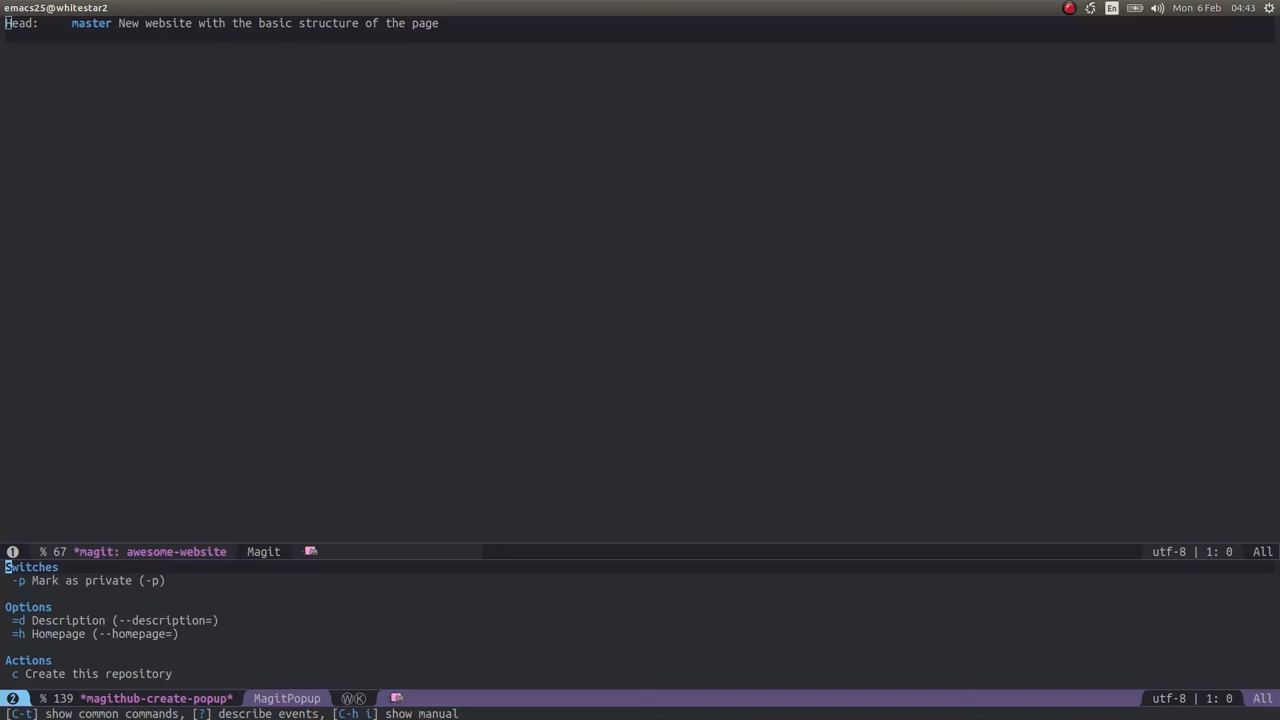 emacs25@whitestar2
En
Mon 6 Feb 04:43
Head: master New website with the basic structure of the page
1 % 67 *magit: awesome-website Magit utf-8 | 1: 0 All
Switches
-p Mark as private (-p)
Options
=d Description (--description=)
=h Homepage (--homepage=)
Actions
c Create this repository
2 % 139 *magithub-create-popup* MagitPopup ⓌⓀ utf-8 | 1: 0 All
[C-t] show common commands, [?] describe events, [C-h i] show manual